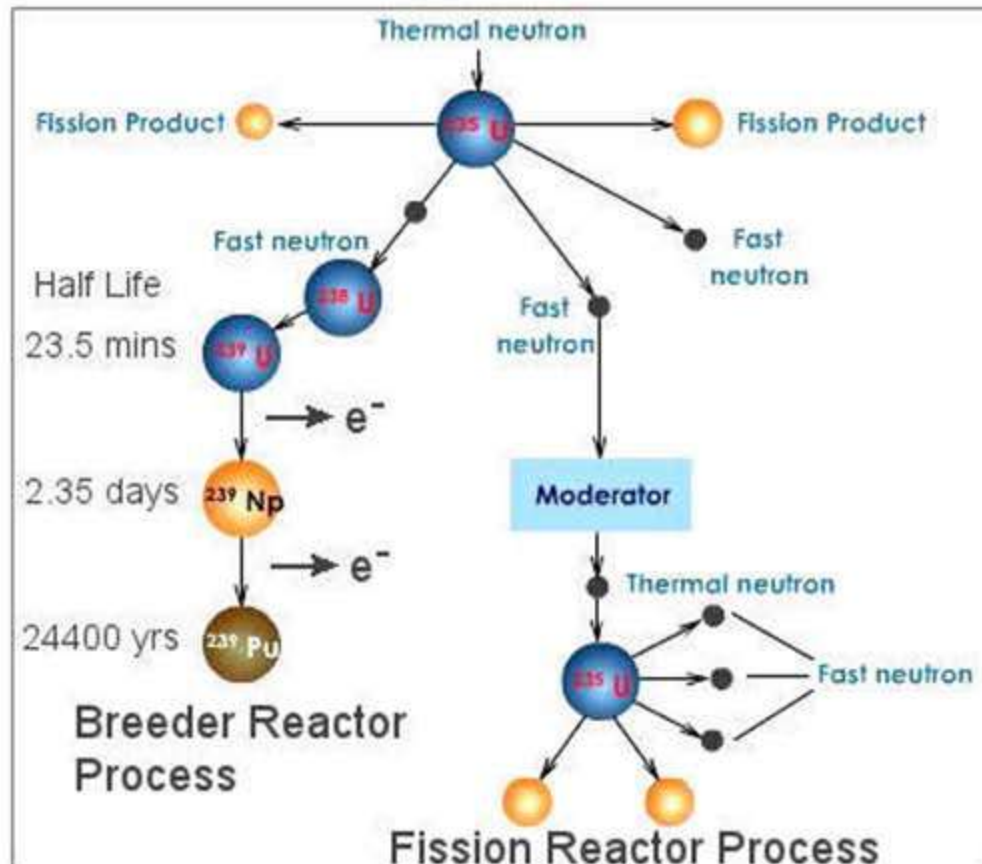 Thermal neutron
Fission Product
²³⁵ U
Fission Product
Fast neutron
Fast
neutron
Half Life
²³⁸ U
Fast
neutron
23.5 mins
²³⁹ U
e⁻
2.35 days
²³⁹ Np
Moderator
e⁻
Thermal neutron
24400 yrs
²³⁹ Pu
²³⁵ U
Fast neutron
Breeder Reactor
Process
Fission Reactor Process